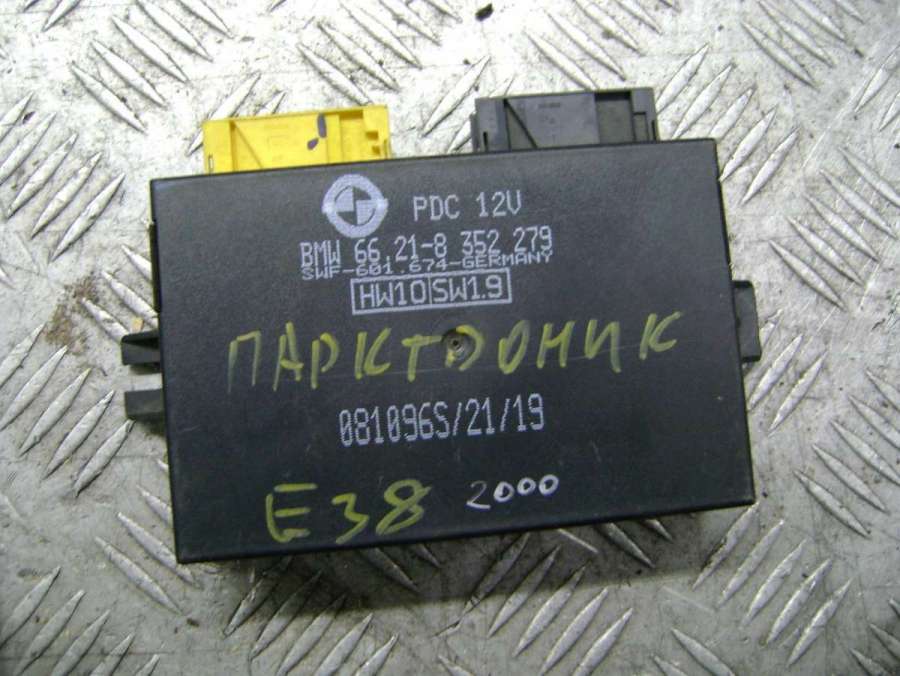 PDC 12V
BMW 66.21-8 352 279
SWF-601.674-GERMANY
HW10 SW1.9
ПАРКТРОНИК
081096S/21/19
E38 2000